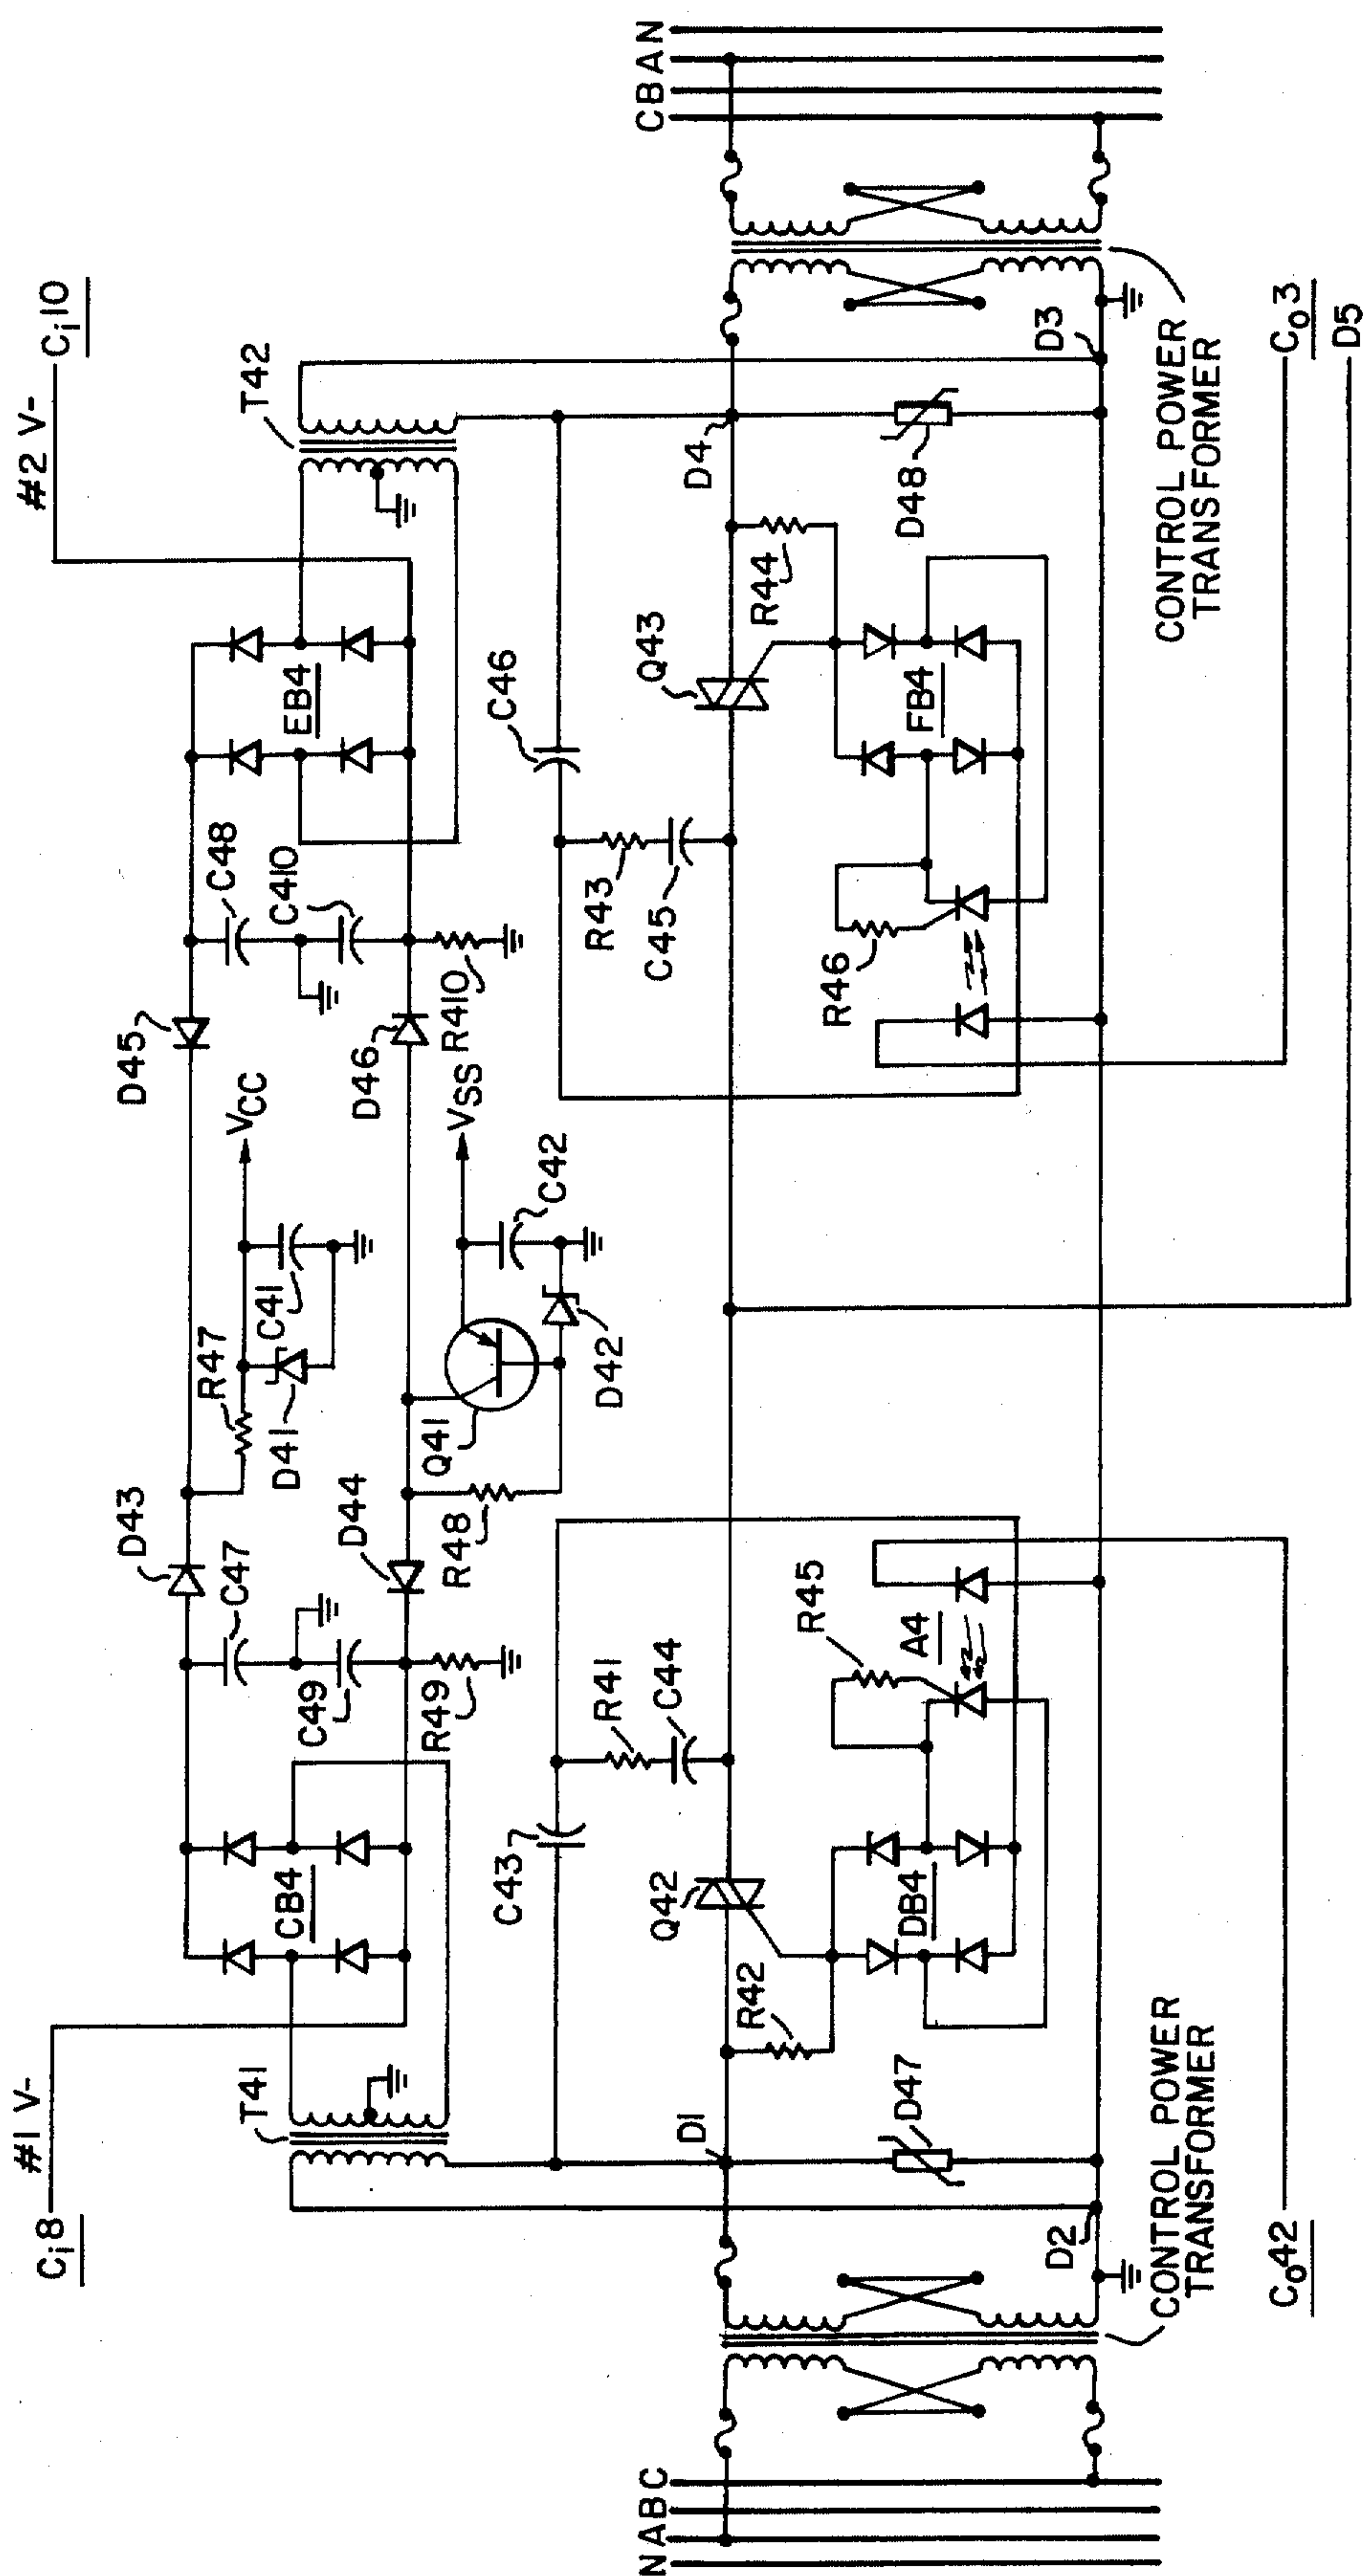 #1 V-
Ci8
T41
CB4
C47
C49
R49
D43
D44
R47
D41
C41
VCC
R48
Q41
D42
C42
VSS
D45
D46
R410
C48
C410
EB4
T42
#2 V-
Ci10
C43
R41
C44
Q42
R42
D1
D47
D2
DB4
R45
A4
C46
R43
C45
Q43
R44
D4
D48
D3
FB4
R46
NABC
CONTROL POWER
TRANSFORMER
Co42
CBAN
CONTROL POWER
TRANSFORMER
Co3
D5